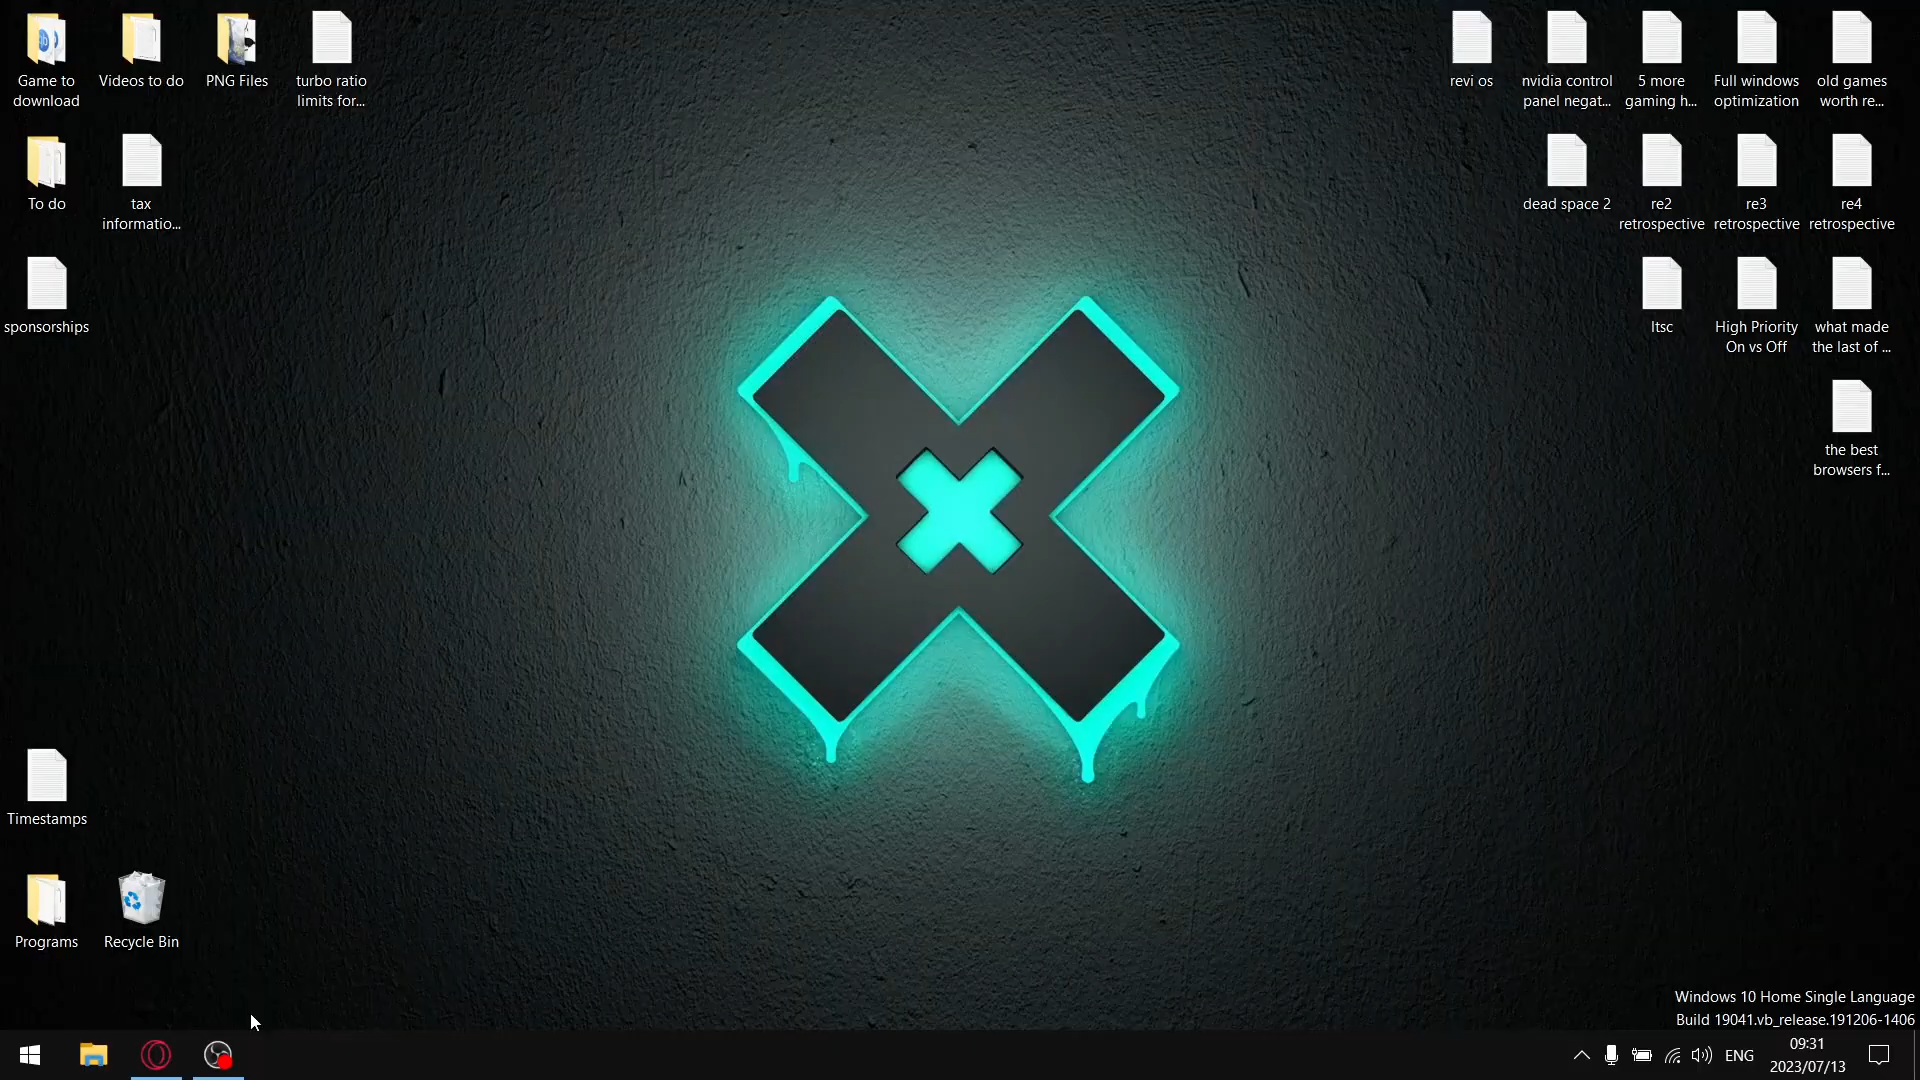 Game to
download
Videos to do
PNG Files
turbo ratio
limits for...
revi os
nvidia control
panel negat...
5 more
gaming h...
Full windows
optimization
old games
worth re...
To do
tax
informatio...
dead space 2
re2
retrospective
re3
retrospective
re4
retrospective
sponsorships
ltsc
High Priority
On vs Off
what made
the last of ...
the best
browsers f...
Timestamps
Programs
Recycle Bin
Windows 10 Home Single Language
Build 19041.vb_release.191206-1406
ENG
09:31
2023/07/13